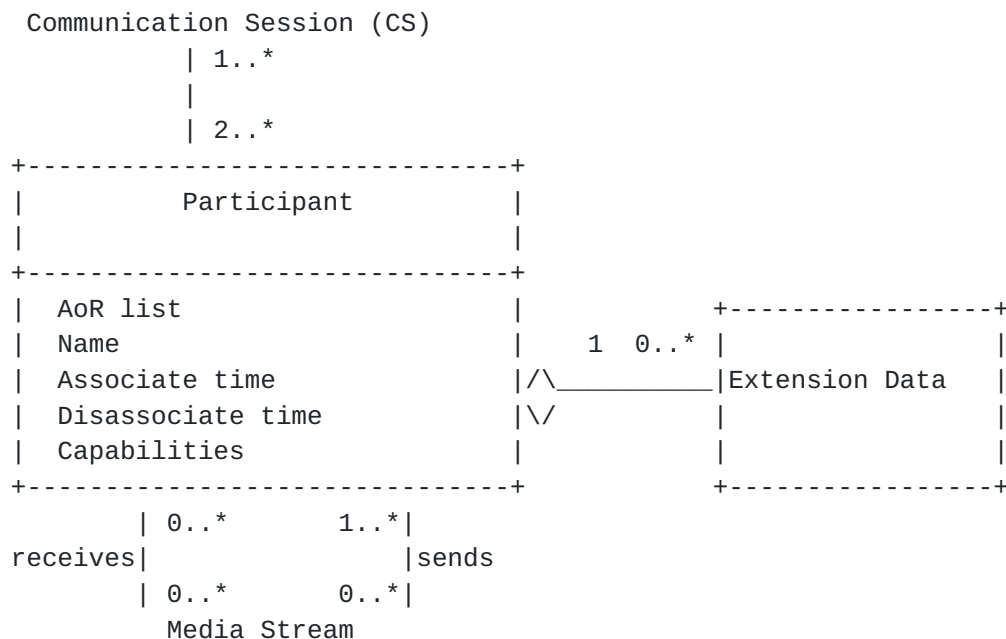 Communication Session (CS)
| 1..*
|
| 2..*
+-------------------------------+
| Participant |
| |
+-------------------------------+
| AoR list | +-----------------+
| Name | 1 0..* | |
| Associate time |/\__________|Extension Data |
| Disassociate time |\/ | |
| Capabilities | | |
+-------------------------------+ +-----------------+
| 0..* 1..*|
receives| |sends
| 0..* 0..*|
Media Stream